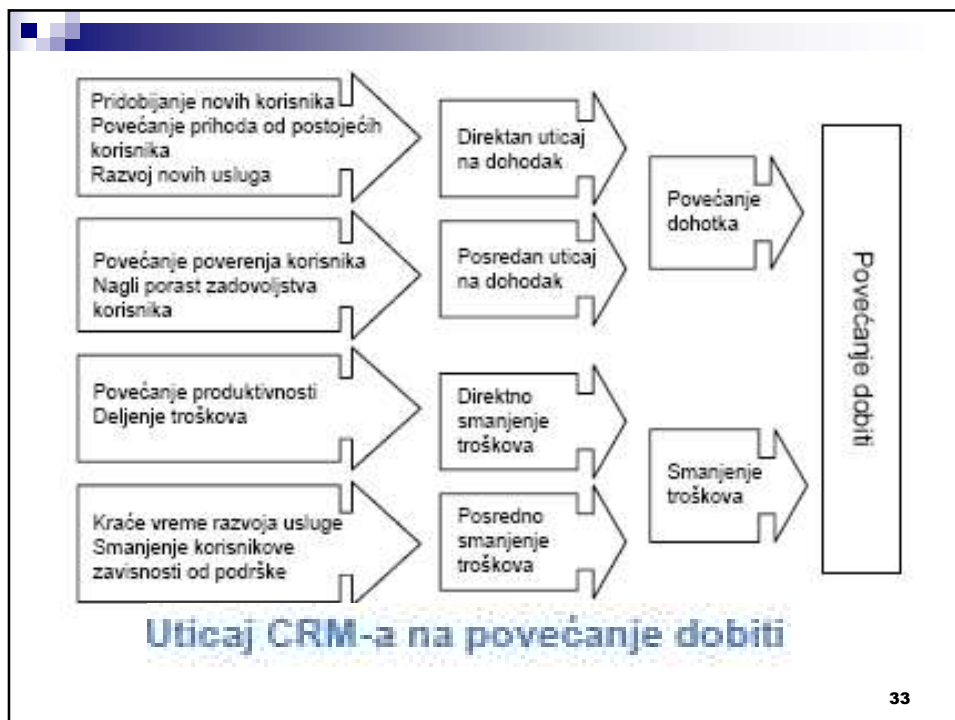 Pridobijanje novih korisnika
Povećanje prihoda od postojećih
korisnika
Razvoj novih usluga
Direktan uticaj
na dohodak
Povećanje poverenja korisnika
Nagli porast zadovoljstva
korisnika
Posredan uticaj
na dohodak
Povećanje
dohotka
Povećanje produktivnosti
Deljenje troškova
Direktno
smanjenje
troškova
Kraće vreme razvoja usluge
Smanjenje korisnikove
zavisnosti od podrške
Posredno
smanjenje
troškova
Smanjenje
troškova
Povećanje dobiti
Uticaj CRM-a na povećanje dobiti
33